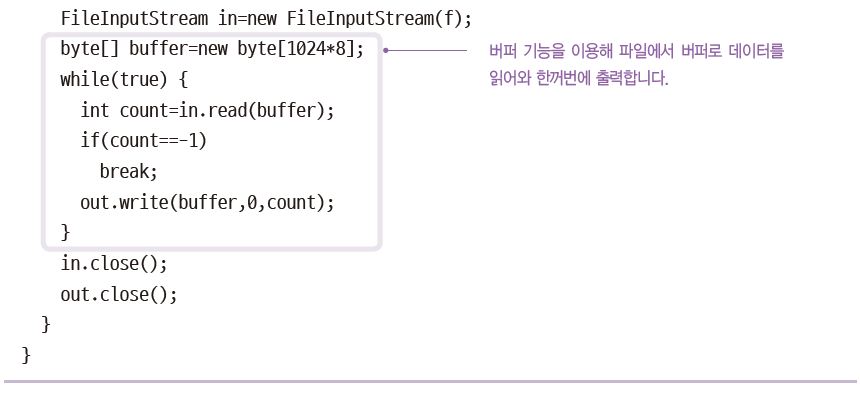 FileInputStream in=new FileInputStream(f);
byte[] buffer=new byte[1024*8];
버퍼 기능을 이용해 파일에서 버퍼로 데이터를
읽어와 한꺼번에 출력합니다.
while(true) {
int count=in.read(buffer);
if(count==-1)
break;
out.write(buffer,0,count);
}
in.close();
out.close();
}
}